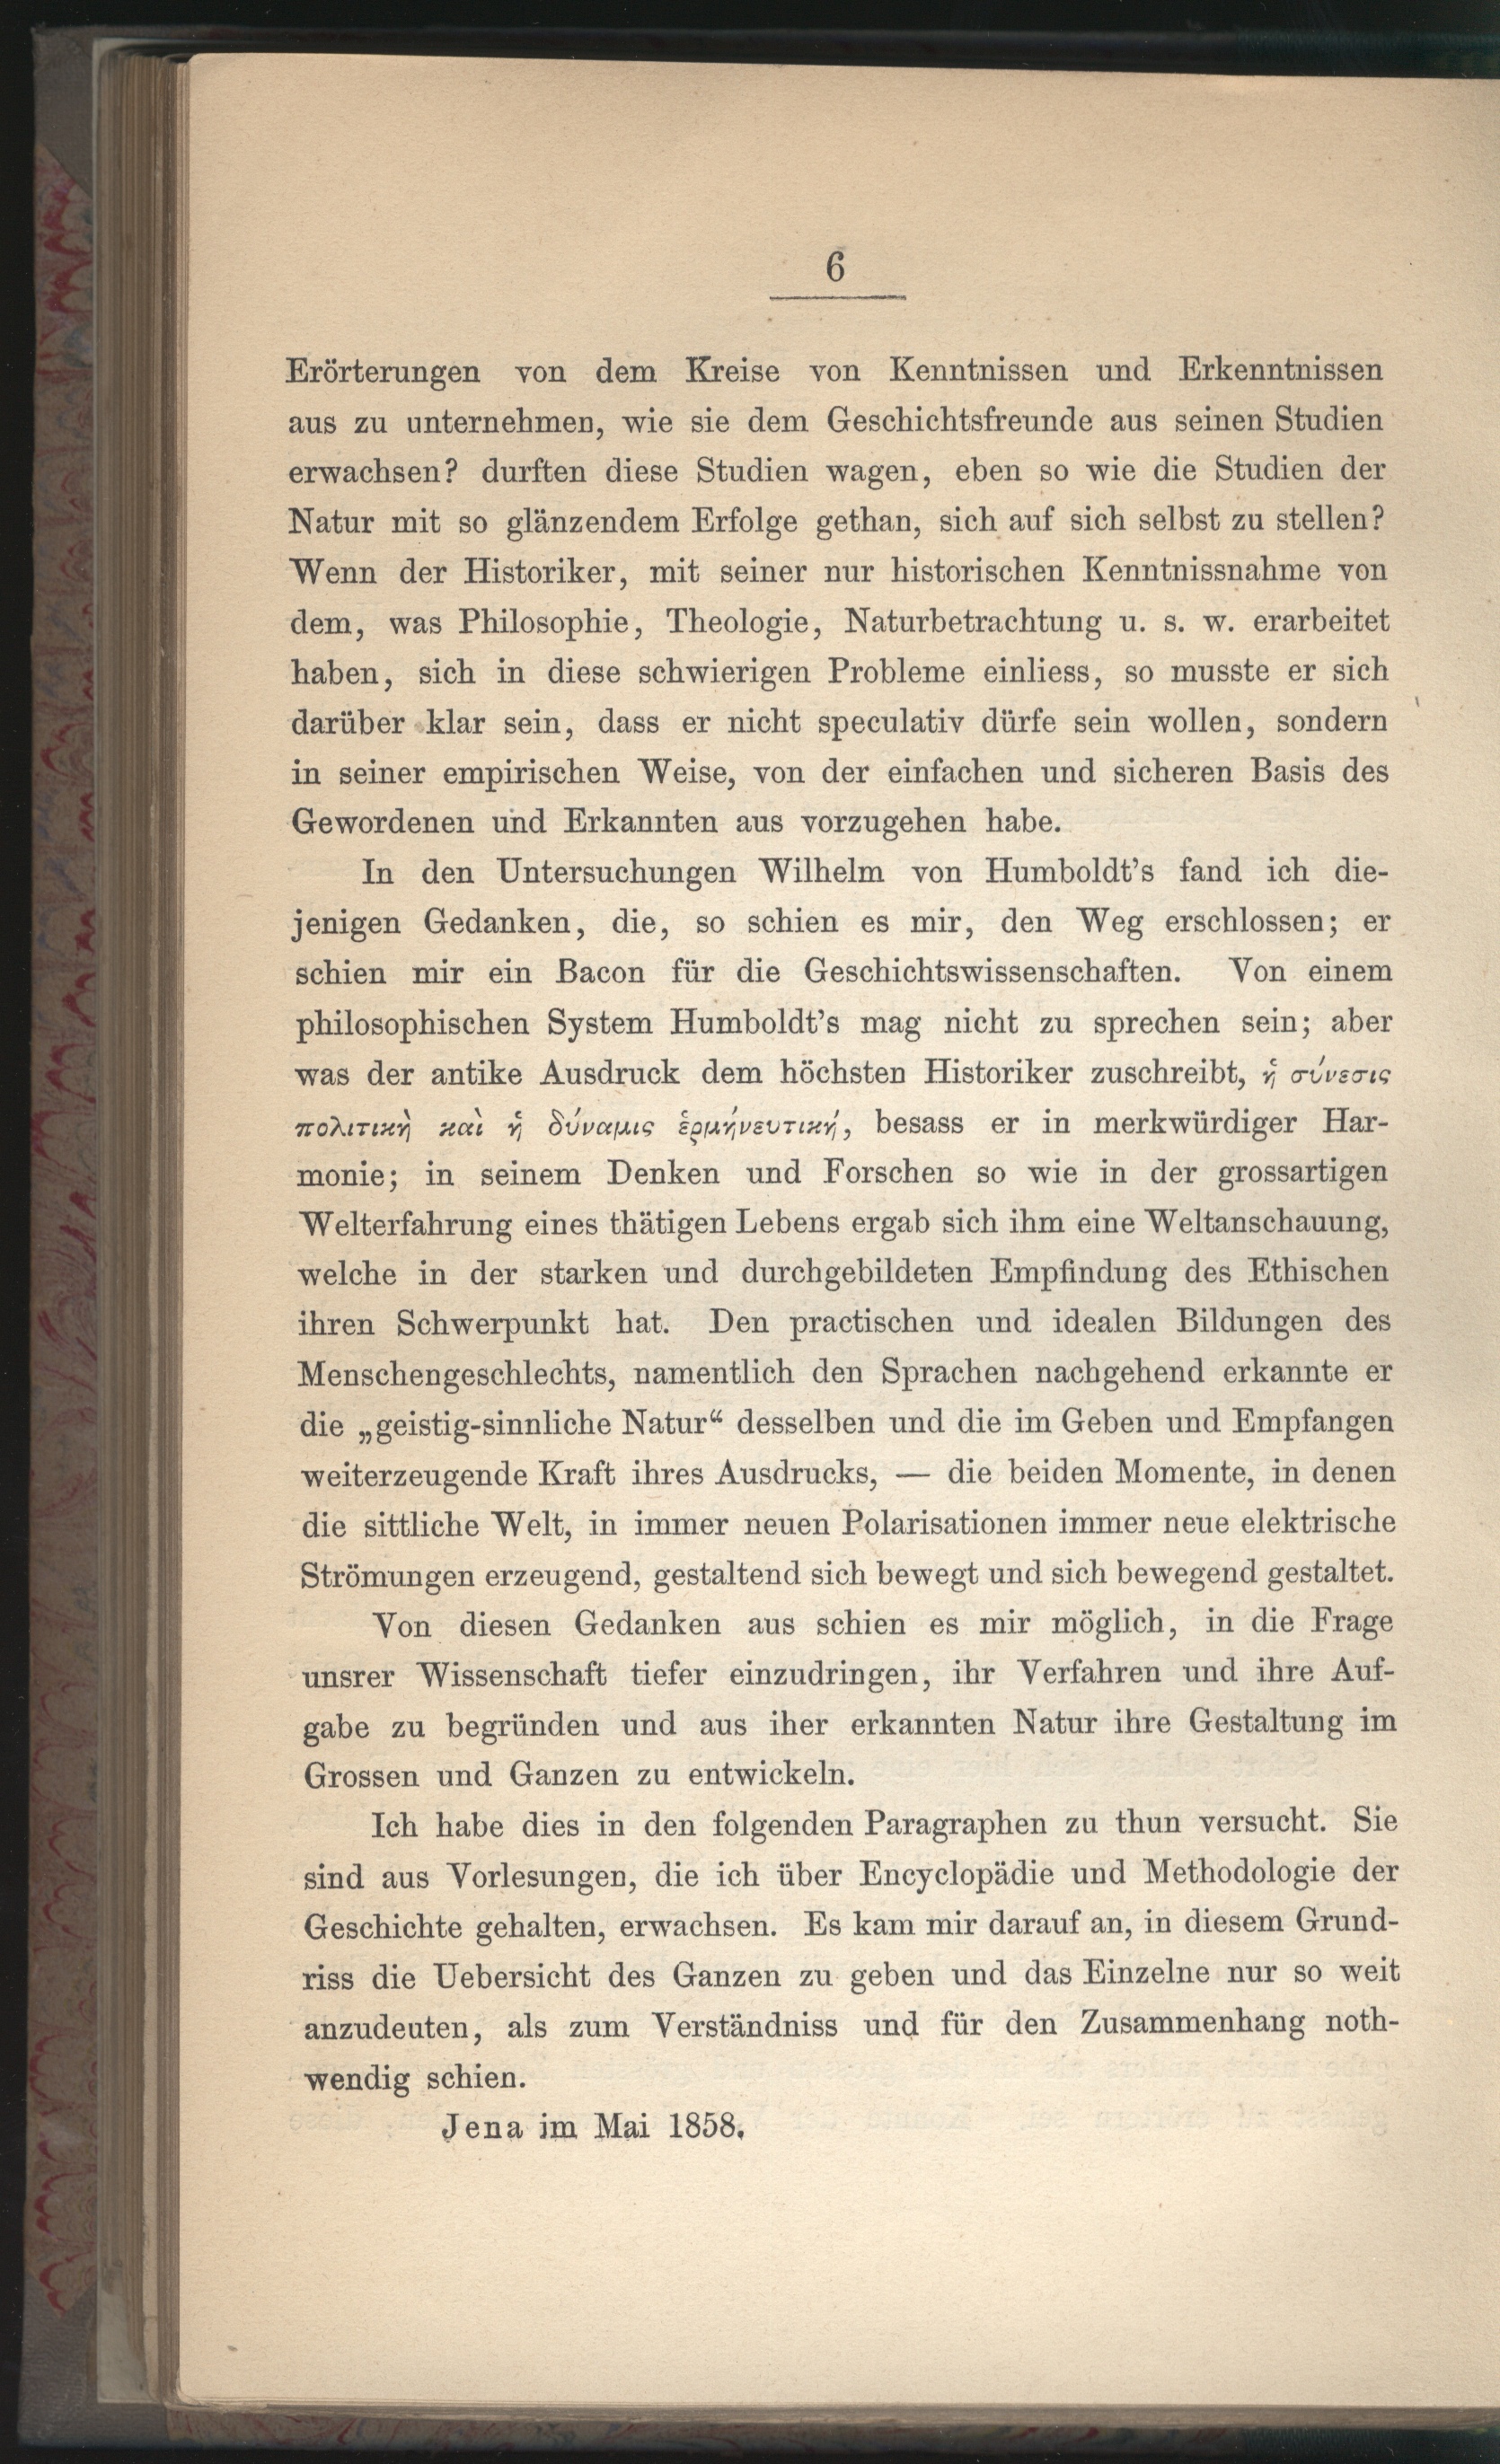 6
Erörterungen von dem Kreise von Kenntnissen und Erkenntnissen
aus zu unternehmen, wie sie dem Geschichtsfreunde aus seinen Studien
erwachsen? durften diese Studien wagen, eben so wie die Studien der
Natur mit so glänzendem Erfolge gethan, sich auf sich selbst zu stellen?
Wenn der Historiker, mit seiner nur historischen Kenntnissnahme von
dem, was Philosophie, Theologie, Naturbetrachtung u. s. w. erarbeitet
haben, sich in diese schwierigen Probleme einliess, so musste er sich
darüber klar sein, dass er nicht speculativ dürfe sein wollen, sondern
in seiner empirischen Weise, von der einfachen und sicheren Basis des
Gewordenen und Erkannten aus vorzugehen habe.
In den Untersuchungen Wilhelm von Humboldt's fand ich die-
jenigen Gedanken, die, so schien es mir, den Weg erschlossen; er
schien mir ein Bacon für die Geschichtswissenschaften. Von einem
philosophischen System Humboldt's mag nicht zu sprechen sein; aber
was der antike Ausdruck dem höchsten Historiker zuschreibt, ἡ σύνεσις
πολιτικὴ καὶ ἡ δύναμις ἑρμήνευτική, besass er in merkwürdiger Har-
monie; in seinem Denken und Forschen so wie in der grossartigen
Welterfahrung eines thätigen Lebens ergab sich ihm eine Weltanschauung,
welche in der starken und durchgebildeten Empfindung des Ethischen
ihren Schwerpunkt hat. Den practischen und idealen Bildungen des
Menschengeschlechts, namentlich den Sprachen nachgehend erkannte er
die „geistig-sinnliche Natur“ desselben und die im Geben und Empfangen
weiterzeugende Kraft ihres Ausdrucks, — die beiden Momente, in denen
die sittliche Welt, in immer neuen Polarisationen immer neue elektrische
Strömungen erzeugend, gestaltend sich bewegt und sich bewegend gestaltet.
Von diesen Gedanken aus schien es mir möglich, in die Frage
unsrer Wissenschaft tiefer einzudringen, ihr Verfahren und ihre Auf-
gabe zu begründen und aus iher erkannten Natur ihre Gestaltung im
Grossen und Ganzen zu entwickeln.
Ich habe dies in den folgenden Paragraphen zu thun versucht. Sie
sind aus Vorlesungen, die ich über Encyclopädie und Methodologie der
Geschichte gehalten, erwachsen. Es kam mir darauf an, in diesem Grund-
riss die Uebersicht des Ganzen zu geben und das Einzelne nur so weit
anzudeuten, als zum Verständniss und für den Zusammenhang noth-
wendig schien.
Jena im Mai 1858.